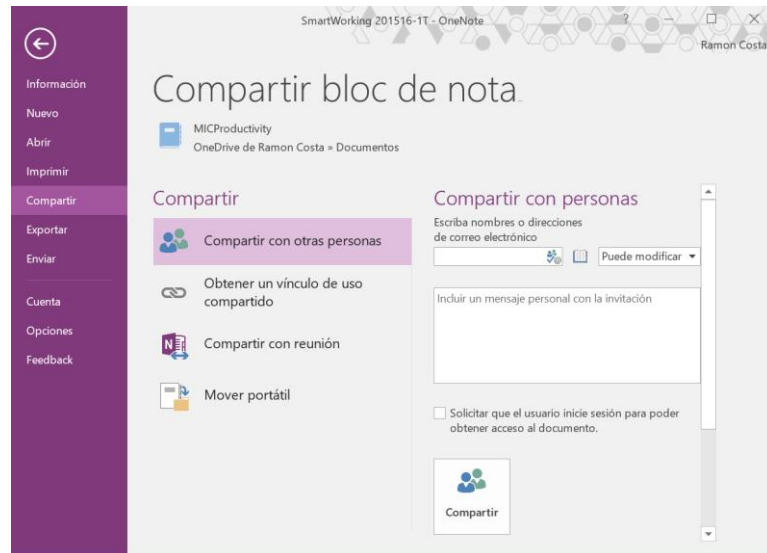 SmartWorking 201516-1T - OneNote
?
Ramon Costa
Información
Nuevo
Abrir
Imprimir
Compartir
Exportar
Enviar
Cuenta
Opciones
Feedback
Compartir bloc de nota...
MICProductivity
OneDrive de Ramon Costa » Documentos
Compartir
Compartir con otras personas
Obtener un vínculo de uso
compartido
Compartir con reunión
Mover portátil
Compartir con personas
Escriba nombres o direcciones
de correo electrónico
Puede modificar
Incluir un mensaje personal con la invitación
Solicitar que el usuario inicie sesión para poder
obtener acceso al documento.
Compartir